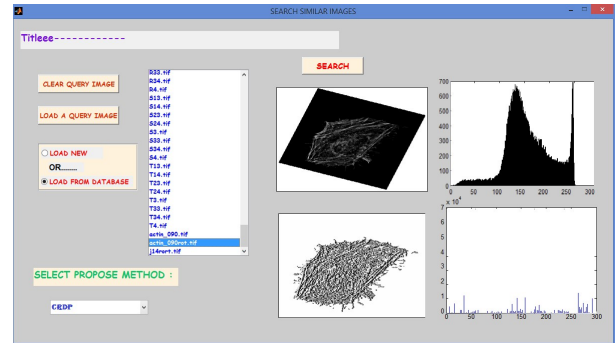 SEARCH SIMILAR IMAGES
Titleee------------
SEARCH
CLEAR QUERY IMAGE
LOAD A QUERY IMAGE
LOAD NEW
OR........
LOAD FROM DATABASE
R33.tif
R34.tif
R4.tif
S13.tif
S14.tif
S23.tif
S24.tif
S3.tif
S33.tif
S34.tif
S4.tif
T13.tif
T14.tif
T23.tif
T24.tif
T3.tif
T33.tif
T34.tif
T4.tif
actin_090.tif
actin_090rot.tif
SELECT PROPOSE METHOD :
CRDP
700
600
500
400
300
200
100
0
0 50 100 150 200 250 300
x 10^4
7
6
5
4
3
2
1
0
0 50 100 150 200 250 300